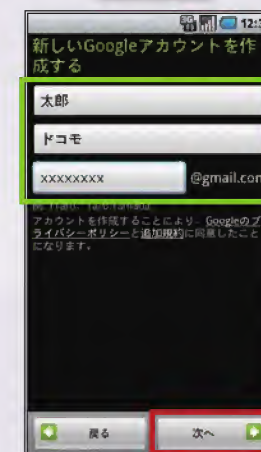 3G 12:3
新しいGoogleアカウントを作
成する
太郎
ドコモ
xxxxxxxx @gmail.com
アカウントを作成することにより、Googleのプ
ライバシーポリシーと追加規約に同意したこと
になります。
戻る 次へ